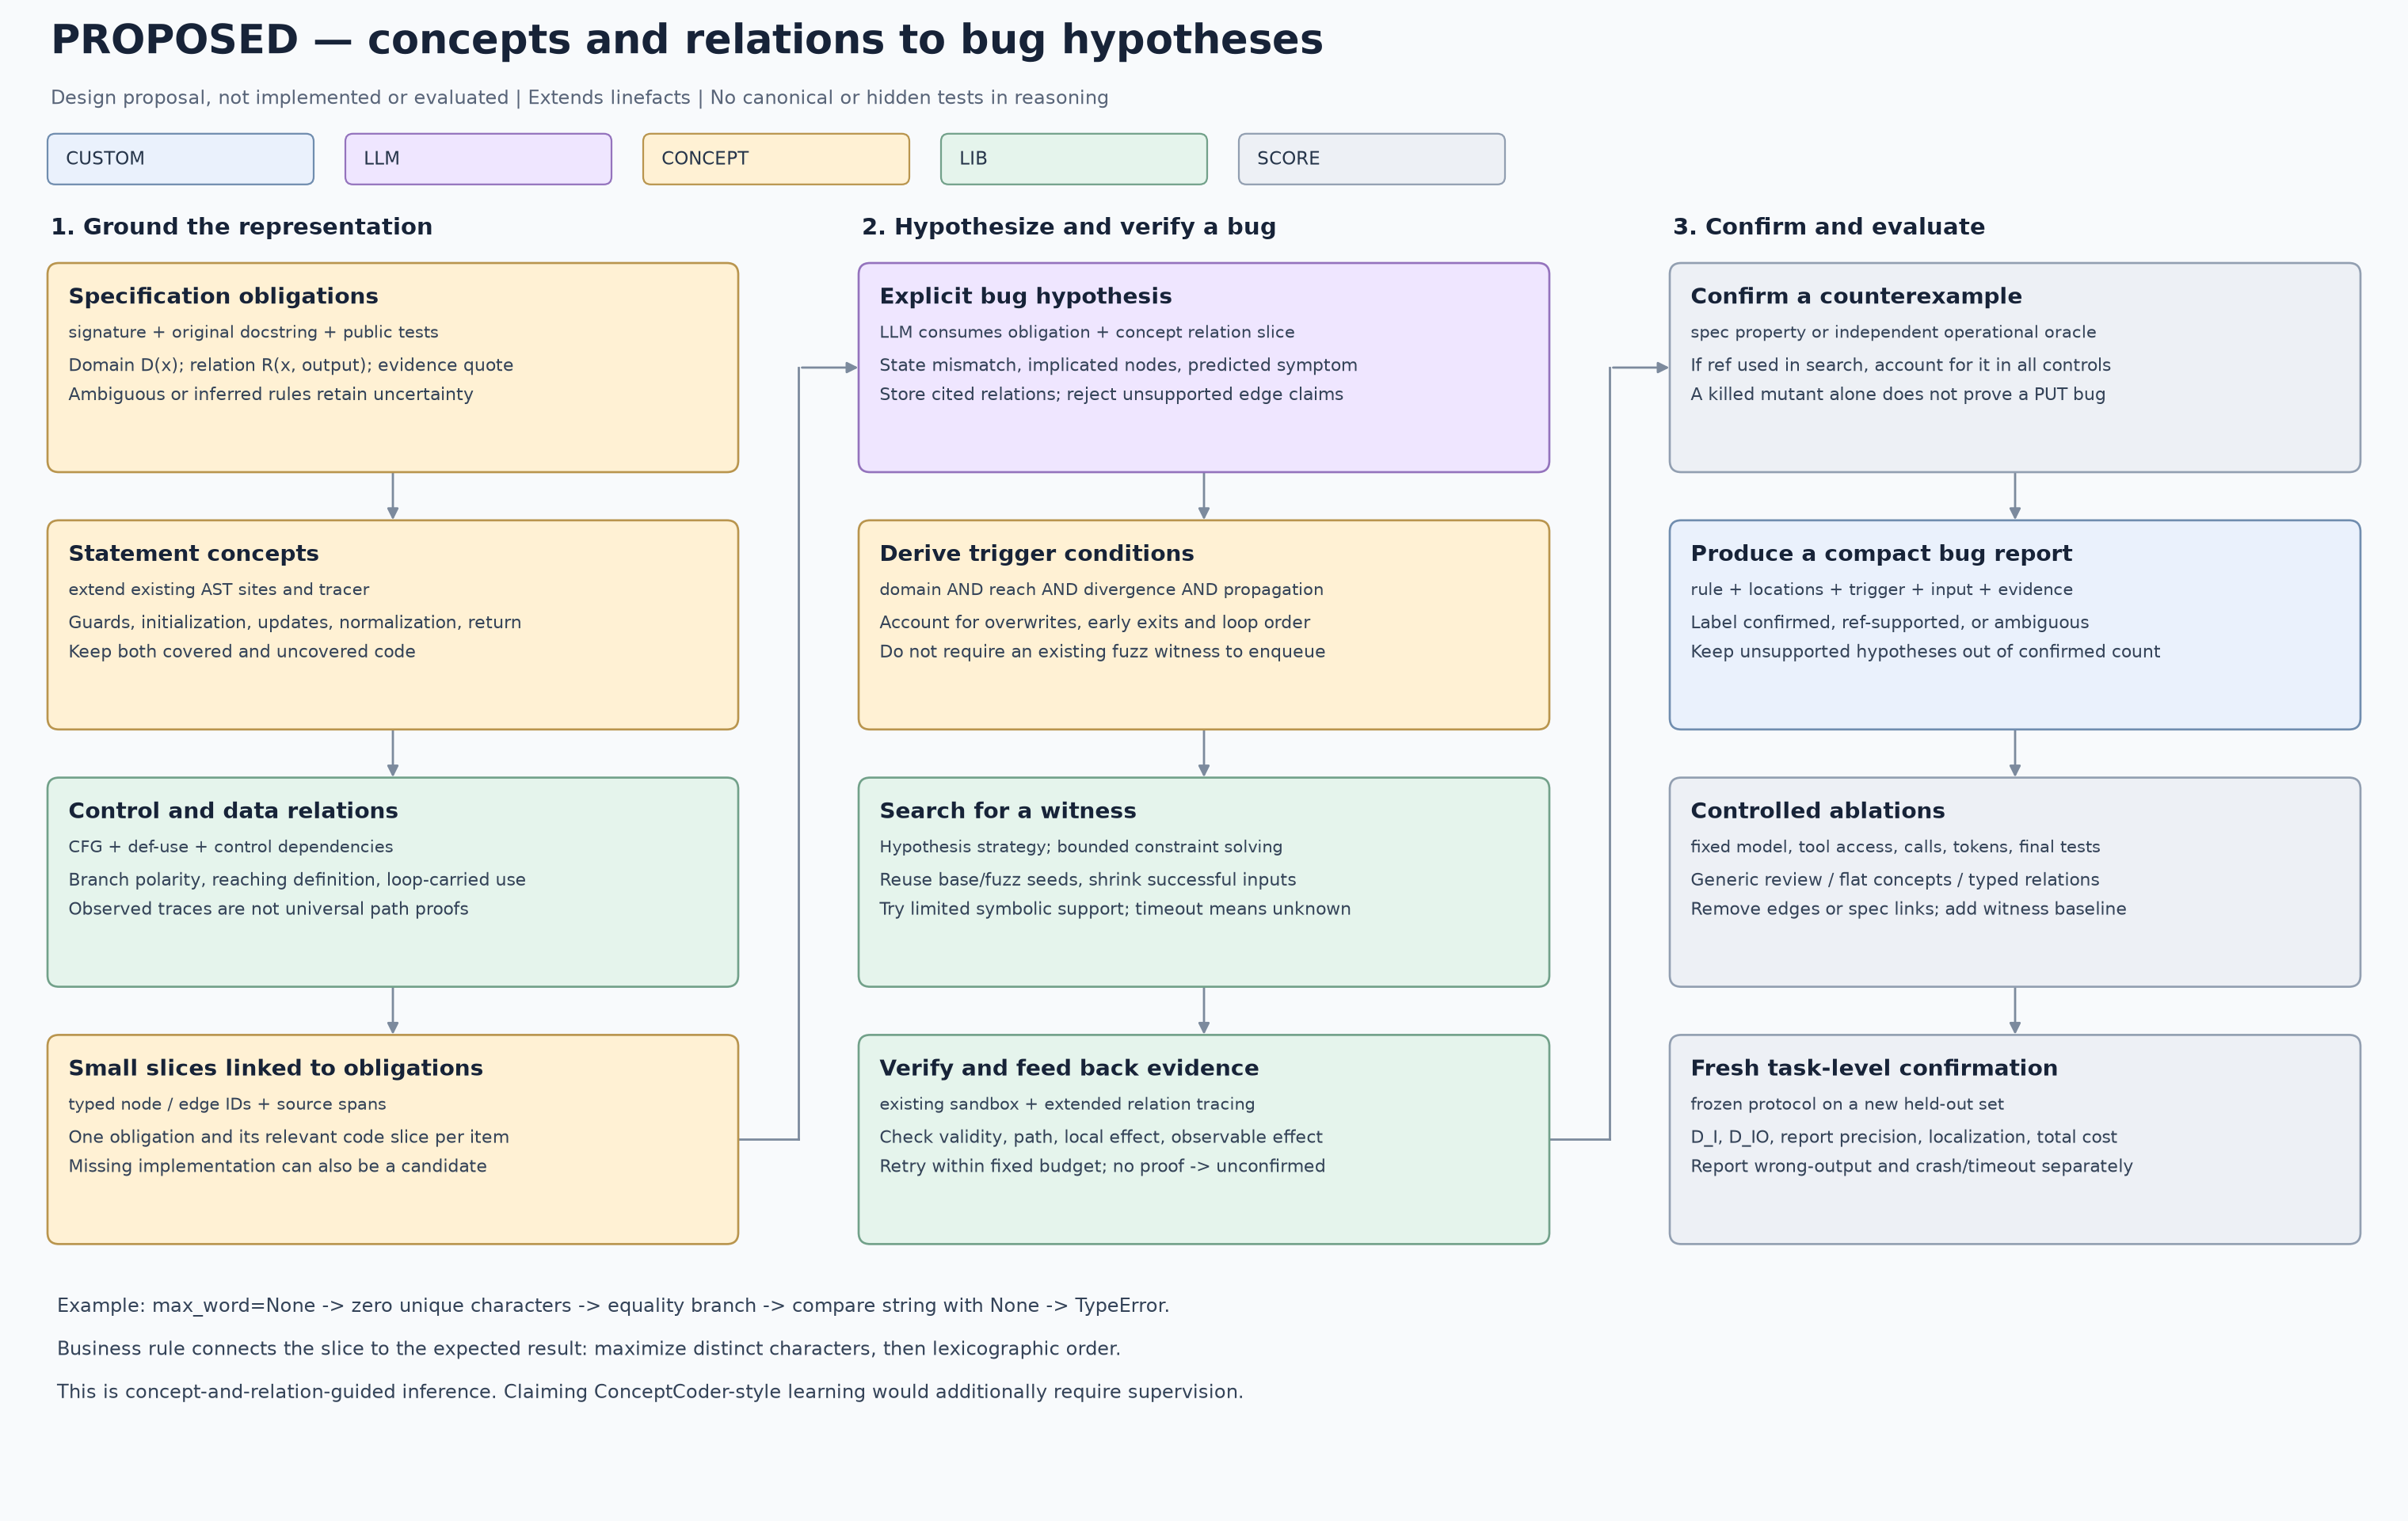 PROPOSED — concepts and relations to bug hypotheses
Design proposal, not implemented or evaluated | Extends linefacts | No canonical or hidden tests in reasoning
CUSTOM
LLM
CONCEPT
LIB
SCORE
1. Ground the representation
Specification obligations
signature + original docstring + public tests
Domain D(x); relation R(x, output); evidence quote
Ambiguous or inferred rules retain uncertainty
Statement concepts
extend existing AST sites and tracer
Guards, initialization, updates, normalization, return
Keep both covered and uncovered code
Control and data relations
CFG + def-use + control dependencies
Branch polarity, reaching definition, loop-carried use
Observed traces are not universal path proofs
Small slices linked to obligations
typed node / edge IDs + source spans
One obligation and its relevant code slice per item
Missing implementation can also be a candidate
2. Hypothesize and verify a bug
Explicit bug hypothesis
LLM consumes obligation + concept relation slice
State mismatch, implicated nodes, predicted symptom
Store cited relations; reject unsupported edge claims
Derive trigger conditions
domain AND reach AND divergence AND propagation
Account for overwrites, early exits and loop order
Do not require an existing fuzz witness to enqueue
Search for a witness
Hypothesis strategy; bounded constraint solving
Reuse base/fuzz seeds, shrink successful inputs
Try limited symbolic support; timeout means unknown
Verify and feed back evidence
existing sandbox + extended relation tracing
Check validity, path, local effect, observable effect
Retry within fixed budget; no proof -> unconfirmed
3. Confirm and evaluate
Confirm a counterexample
spec property or independent operational oracle
If ref used in search, account for it in all controls
A killed mutant alone does not prove a PUT bug
Produce a compact bug report
rule + locations + trigger + input + evidence
Label confirmed, ref-supported, or ambiguous
Keep unsupported hypotheses out of confirmed count
Controlled ablations
fixed model, tool access, calls, tokens, final tests
Generic review / flat concepts / typed relations
Remove edges or spec links; add witness baseline
Fresh task-level confirmation
frozen protocol on a new held-out set
D_I, D_IO, report precision, localization, total cost
Report wrong-output and crash/timeout separately
Example: max_word=None -> zero unique characters -> equality branch -> compare string with None -> TypeError.
Business rule connects the slice to the expected result: maximize distinct characters, then lexicographic order.
This is concept-and-relation-guided inference. Claiming ConceptCoder-style learning would additionally require supervision.